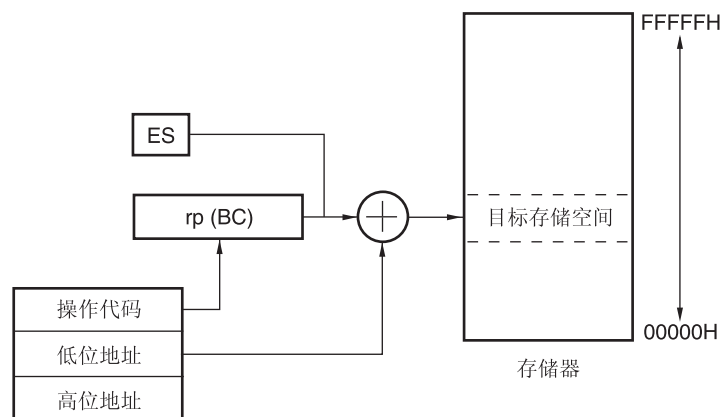 FFFFFH
ES
rp (BC)
目标存储空间
操作代码
低位地址
高位地址
00000H
存储器